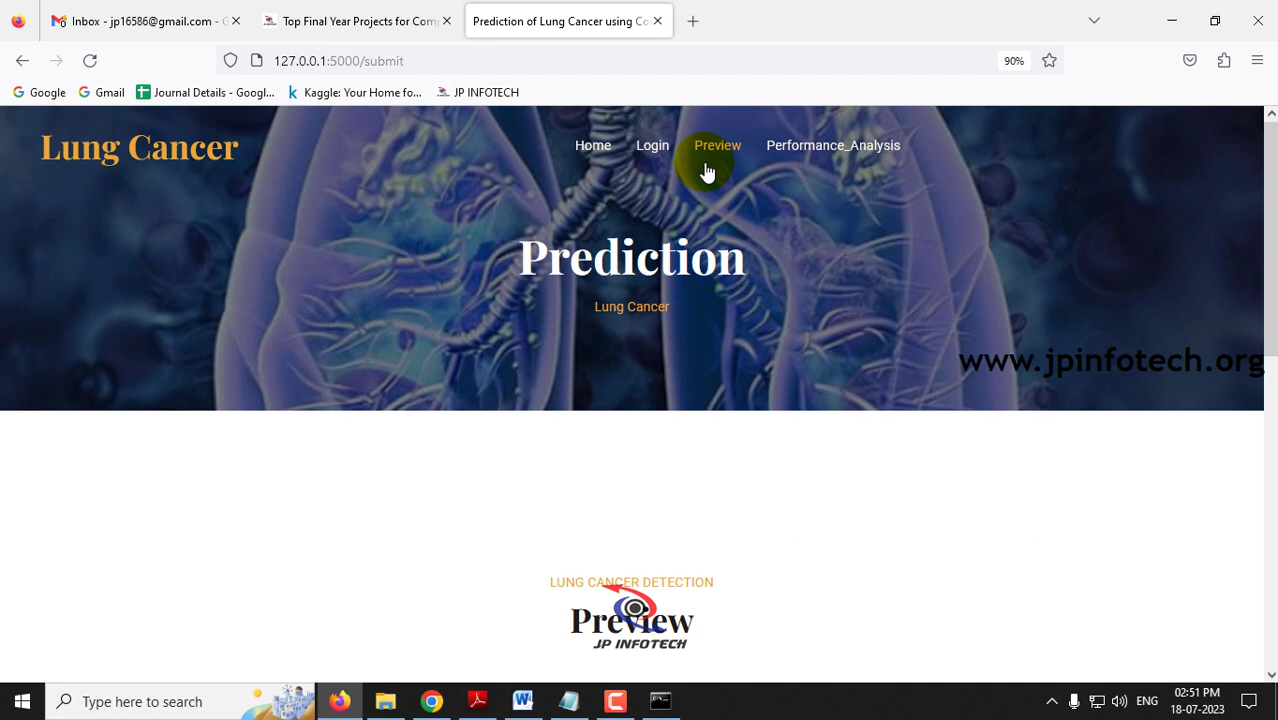 Inbox - jp16586@gmail.com - G
Top Final Year Projects for Com
Prediction of Lung Cancer using Co
127.0.0.1:5000/submit
90%
Google
Gmail
Journal Details - Googl...
Kaggle: Your Home fo...
JP INFOTECH
Lung Cancer
Home
Login
Preview
Performance_Analysis
Prediction
Lung Cancer
www.jpinfotech.org
LUNG CANCER DETECTION
Preview
JP INFOTECH
Type here to search
ENG
02:51 PM
18-07-2023